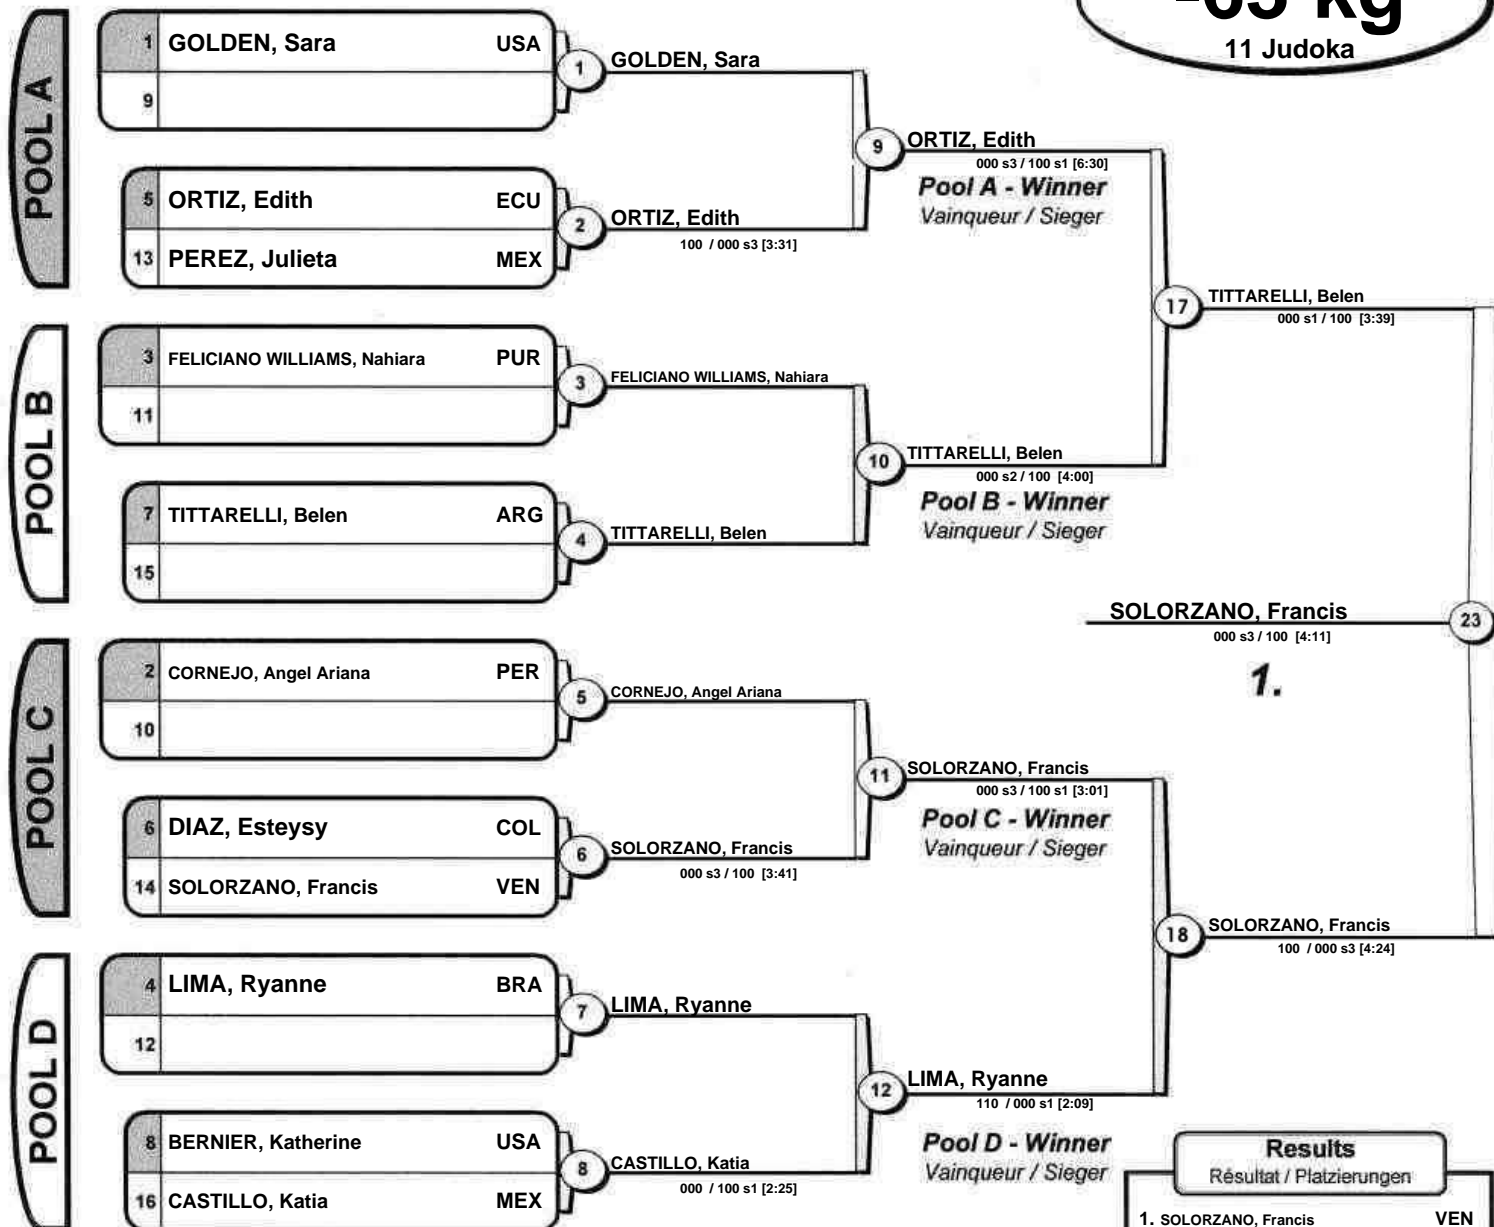 -63 kg
11 Judoka
POOL A
1 GOLDEN, Sara USA
9
1
GOLDEN, Sara
5 ORTIZ, Edith ECU
13 PEREZ, Julieta MEX
2
ORTIZ, Edith
100 / 000 s3 [3:31]
9
ORTIZ, Edith
000 s3 / 100 s1 [6:30]
Pool A - Winner
Vainqueur / Sieger
POOL B
3 FELICIANO WILLIAMS, Nahiara PUR
11
3
FELICIANO WILLIAMS, Nahiara
7 TITTARELLI, Belen ARG
15
4
TITTARELLI, Belen
10
TITTARELLI, Belen
000 s2 / 100 [4:00]
Pool B - Winner
Vainqueur / Sieger
17
TITTARELLI, Belen
000 s1 / 100 [3:39]
SOLORZANO, Francis
000 s3 / 100 [4:11]
1.
23
POOL C
2 CORNEJO, Angel Ariana PER
10
5
CORNEJO, Angel Ariana
6 DIAZ, Esteysy COL
14 SOLORZANO, Francis VEN
6
SOLORZANO, Francis
000 s3 / 100 [3:41]
11
SOLORZANO, Francis
000 s3 / 100 s1 [3:01]
Pool C - Winner
Vainqueur / Sieger
18
SOLORZANO, Francis
100 / 000 s3 [4:24]
POOL D
4 LIMA, Ryanne BRA
12
7
LIMA, Ryanne
8 BERNIER, Katherine USA
16 CASTILLO, Katia MEX
8
CASTILLO, Katia
000 / 100 s1 [2:25]
12
LIMA, Ryanne
110 / 000 s1 [2:09]
Pool D - Winner
Vainqueur / Sieger
Results
Résultat / Platzierungen
1. SOLORZANO, Francis VEN